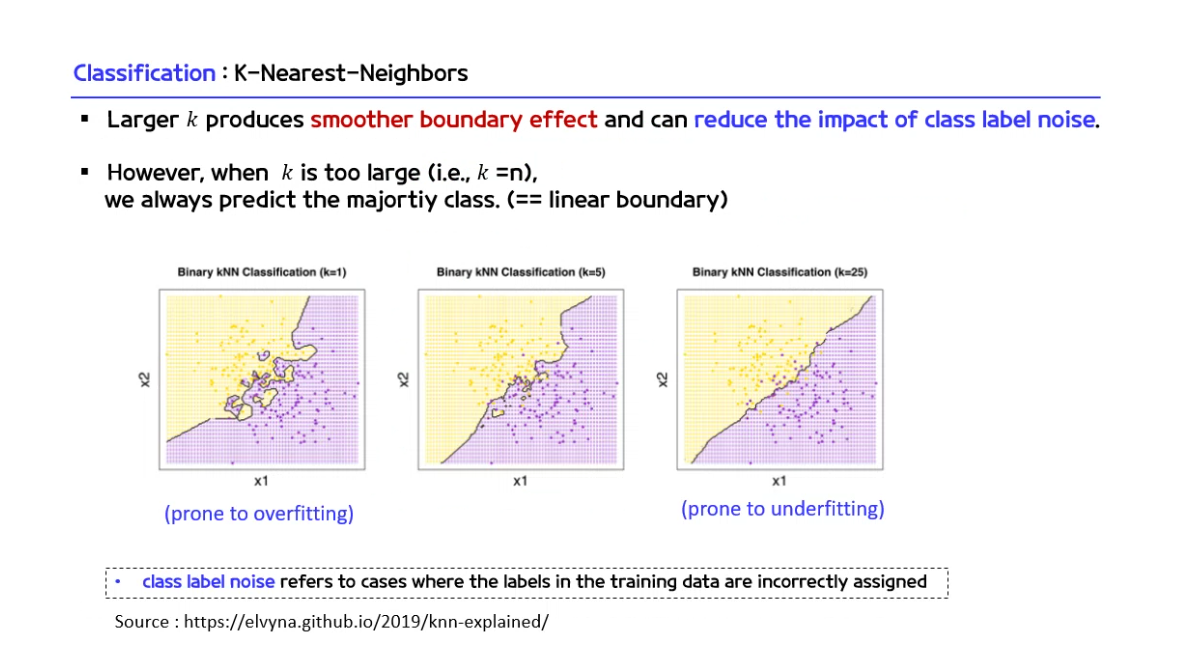 Classification : K-Nearest-Neighbors
▪ Larger k produces smoother boundary effect and can reduce the impact of class label noise.
▪ However, when k is too large (i.e., k =n),
we always predict the majortiy class. (== linear boundary)
Binary kNN Classification (k=1)
x2
x1
(prone to overfitting)
Binary kNN Classification (k=5)
x2
x1
Binary kNN Classification (k=25)
x2
x1
(prone to underfitting)
• class label noise refers to cases where the labels in the training data are incorrectly assigned
Source : https://elvyna.github.io/2019/knn-explained/